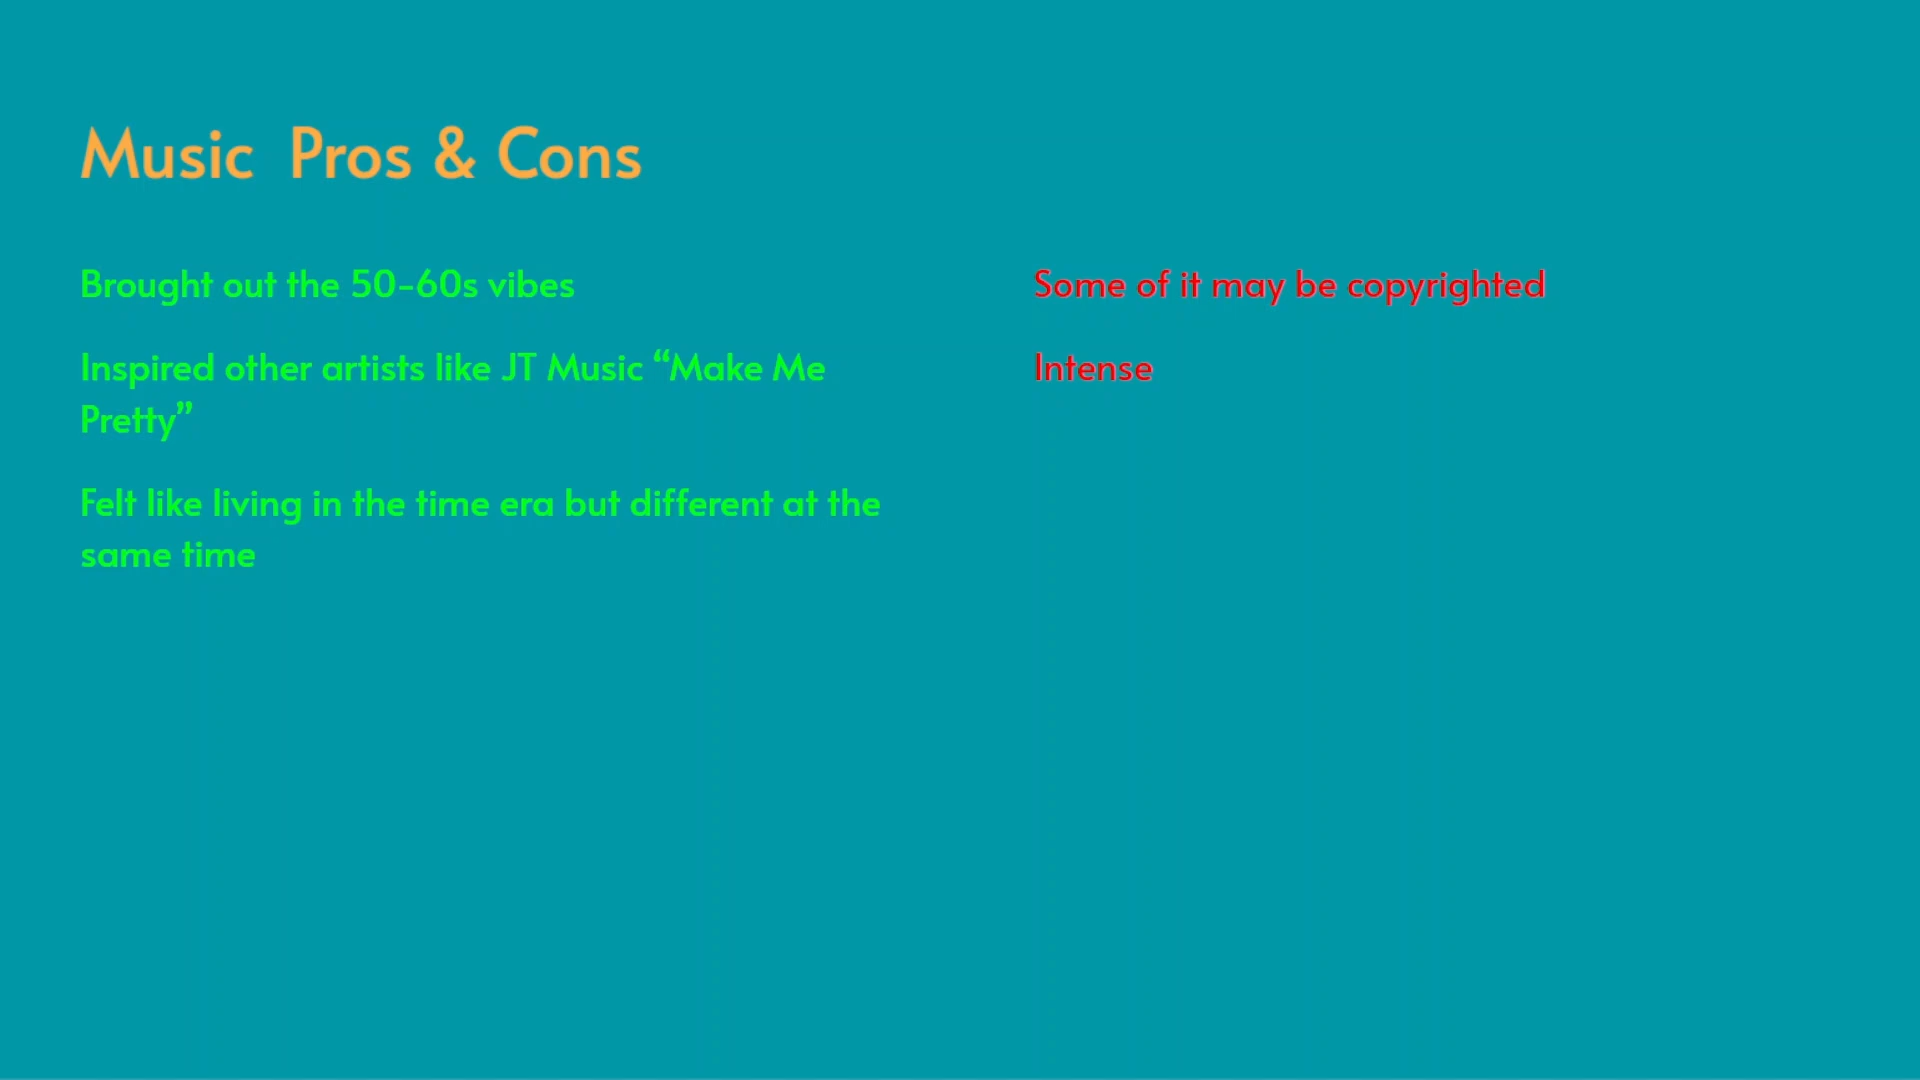 Music  Pros & Cons
Brought out the 50-60s vibes
Inspired other artists like JT Music “Make Me
Pretty”
Felt like living in the time era but different at the
same time
Some of it may be copyrighted
Intense